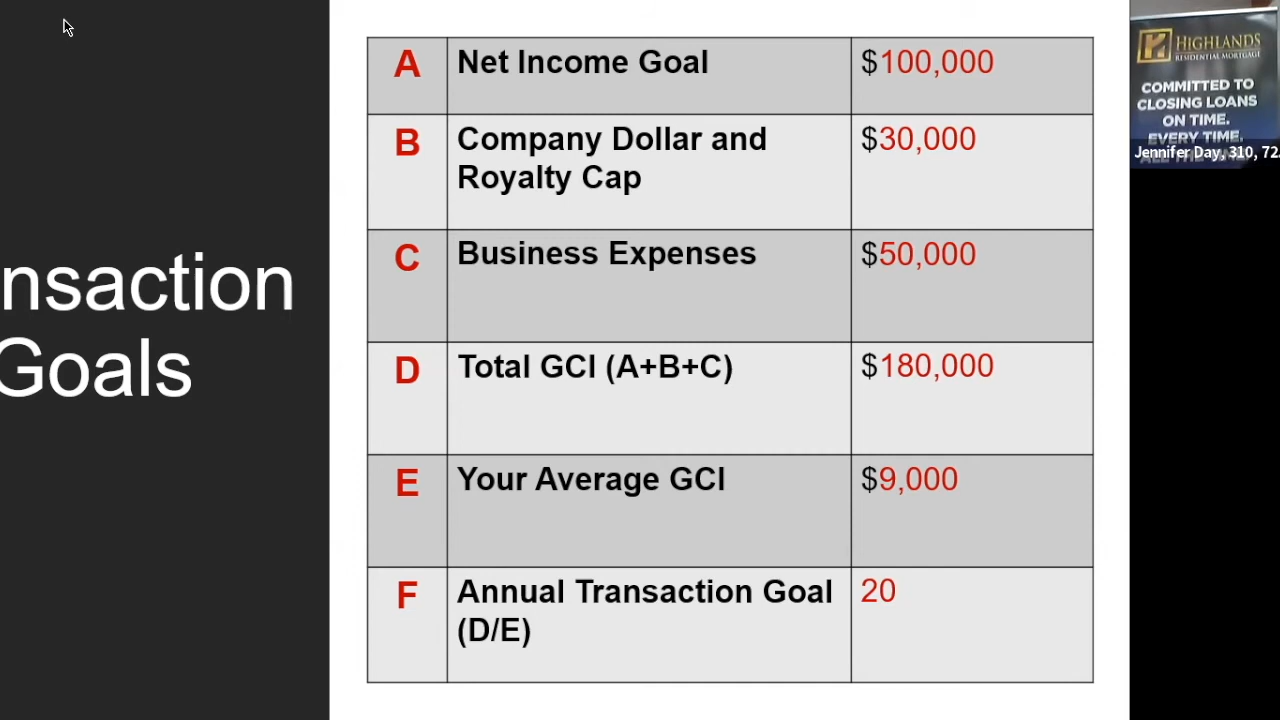 nsaction
Goals
A Net Income Goal $100,000
B Company Dollar and $30,000
Royalty Cap
C Business Expenses $50,000
D Total GCI (A+B+C) $180,000
E Your Average GCI $9,000
F Annual Transaction Goal 20
(D/E)
HIGHLANDS
RESIDENTIAL MORTGAGE
COMMITTED TO
CLOSING LOANS
ON TIME.
EVERY TIME.
Jennifer Day, 310, 72